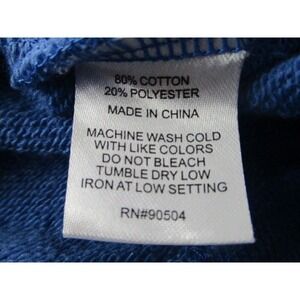 80% COTTON
20% POLYESTER
MADE IN CHINA
MACHINE WASH COLD
WITH LIKE COLORS
DO NOT BLEACH
TUMBLE DRY LOW
IRON AT LOW SETTING
RN#90504